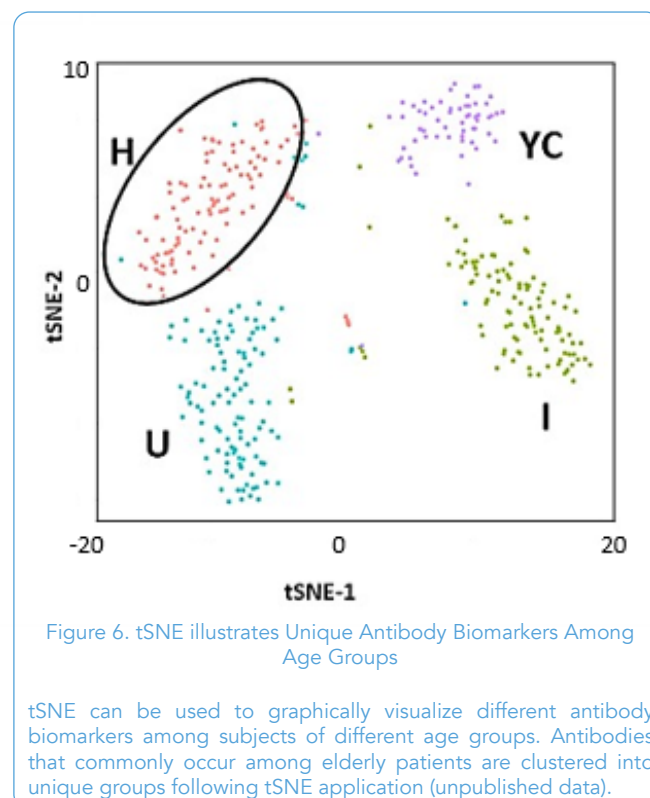 10
H
YC
0
tSNE-2
U
I
-20
0
20
tSNE-1
Figure 6. tSNE illustrates Unique Antibody Biomarkers Among
Age Groups
tSNE can be used to graphically visualize different antibody
biomarkers among subjects of different age groups. Antibodies
that commonly occur among elderly patients are clustered into
unique groups following tSNE application (unpublished data).